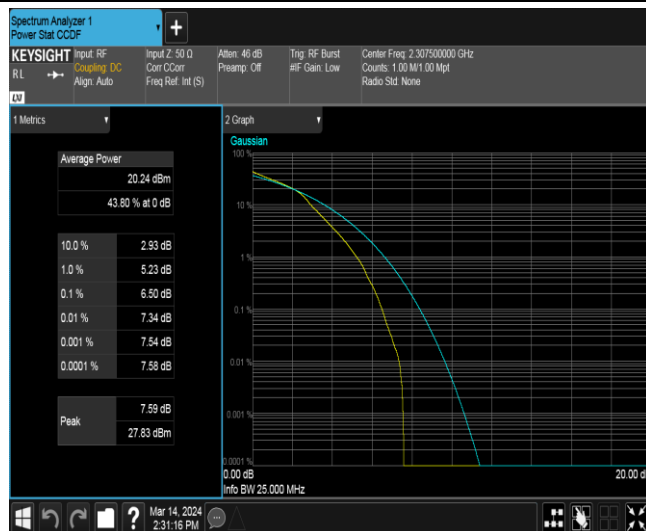 Spectrum Analyzer 1
Power Stat CCDF
+
KEYSIGHT
RL
Input: RF
Coupling: DC
Align: Auto
Input Z: 50 Ω
Corr CCorr
Freq Ref: Int (S)
Atten: 46 dB
Preamp: Off
Trig: RF Burst
#IF Gain: Low
Center Freq: 2.307500000 GHz
Counts: 1.00 M/1.00 Mpt
Radio Std: None
LXI
1 Metrics
Average Power
20.24 dBm
43.80 % at 0 dB
10.0 % 2.93 dB
1.0 % 5.23 dB
0.1 % 6.50 dB
0.01 % 7.34 dB
0.001 % 7.54 dB
0.0001 % 7.58 dB
Peak
7.59 dB
27.83 dBm
2 Graph
Gaussian
100 %
10 %
1 %
0.1 %
0.01 %
0.001 %
0.0001 %
0.00 dB
20.00 d
Info BW 25.000 MHz
?
Mar 14, 2024
2:31:16 PM